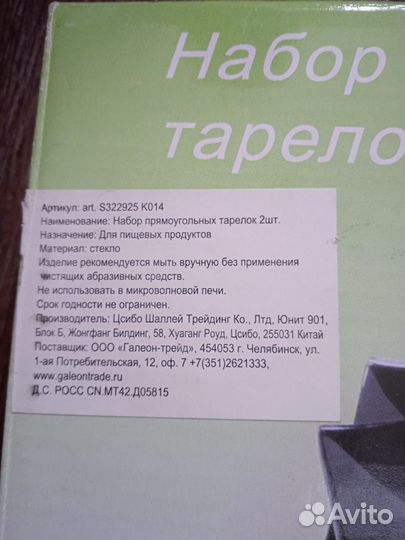 Набор
тарело
Артикул: art. S322925 K014
Наименование: Набор прямоугольных тарелок 2шт.
Назначение: Для пищевых продуктов
Материал: стекло
Изделие рекомендуется мыть вручную без применения
чистящих абразивных средств.
Не использовать в микроволновой печи.
Срок годности не ограничен.
Производитель: Цсибо Шаллей Трейдинг Ко., Лтд, Юнит 901,
Блок Б, Жонгфанг Билдинг, 58, Хуаганг Роуд, Цсибо, 255031 Китай
Поставщик: ООО «Галеон-трейд», 454053 г. Челябинск, ул.
1-ая Потребительская, 12, оф. 7 +7(351)2621333,
www.galeontrade.ru
Д.С. РОСС CN.МТ42.Д05815
Avito